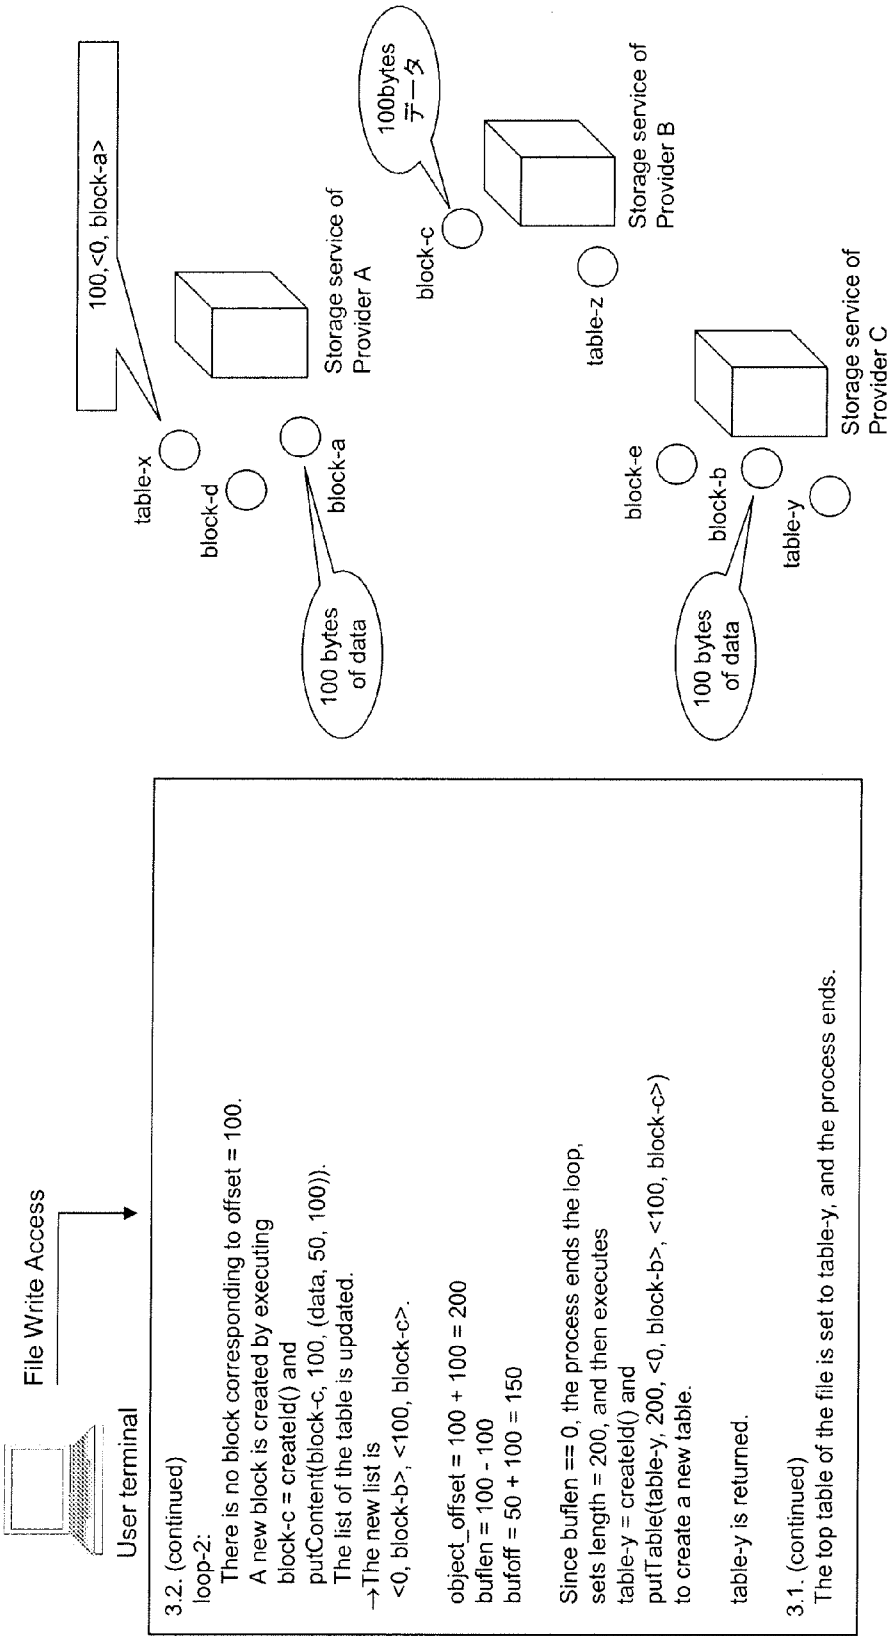 File Write Access
User terminal
3.2. (continued)
loop-2:
There is no block corresponding to offset = 100.
A new block is created by executing
block-c = createId() and
putContent(block-c, 100, (data, 50, 100)).
The list of the table is updated.
→The new list is
<0, block-b>, <100, block-c>.
object_offset = 100 + 100 = 200
buflen = 100 - 100
bufoff = 50 + 100 = 150
Since buflen == 0, the process ends the loop,
sets length = 200, and then executes
table-y = createId() and
putTable(table-y, 200, <0, block-b>, <100, block-c>)
to create a new table.
table-y is returned.
3.1. (continued)
The top table of the file is set to table-y, and the process ends.
100,<0, block-a>
table-x
block-d
block-a
100 bytes
of data
Storage service of
Provider A
100bytes
データ
block-c
table-z
Storage service of
Provider B
block-e
block-b
table-y
100 bytes
of data
Storage service of
Provider C